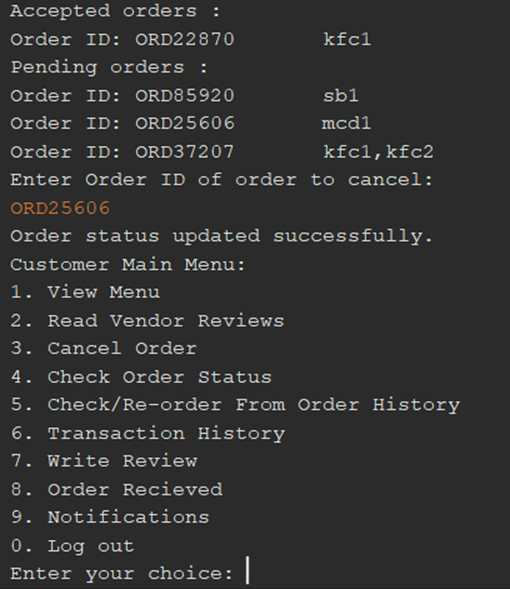 Accepted orders :
Order ID: ORD22870 kfc1
Pending orders :
Order ID: ORD85920 sb1
Order ID: ORD25606 mcd1
Order ID: ORD37207 kfc1,kfc2
Enter Order ID of order to cancel:
ORD25606
Order status updated successfully.
Customer Main Menu:
1. View Menu
2. Read Vendor Reviews
3. Cancel Order
4. Check Order Status
5. Check/Re-order From Order History
6. Transaction History
7. Write Review
8. Order Recieved
9. Notifications
0. Log out
Enter your choice: